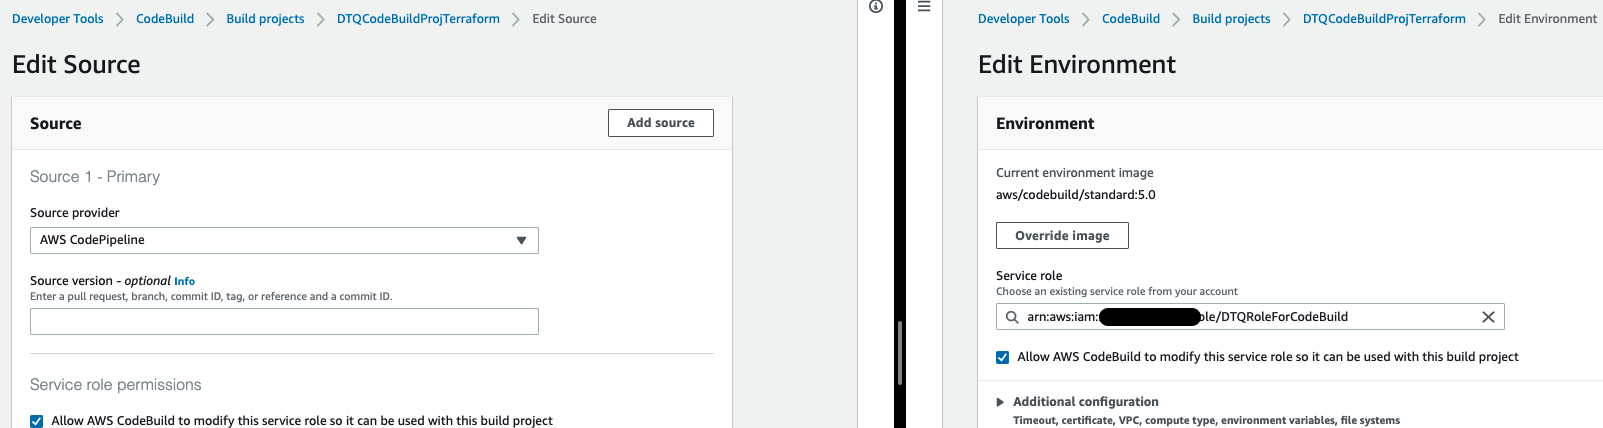 Developer Tools > CodeBuild > Build projects > DTQCodeBuildProjTerraform > Edit Source
Edit Source
Source
Add source
Source 1 - Primary
Source provider
AWS CodePipeline
Source version - optional Info
Enter a pull request, branch, commit ID, tag, or reference and a commit ID.
Service role permissions
Allow AWS CodeBuild to modify this service role so it can be used with this build project
Developer Tools > CodeBuild > Build projects > DTQCodeBuildProjTerraform > Edit Environment
Edit Environment
Environment
Current environment image
aws/codebuild/standard:5.0
Override image
Service role
Choose an existing service role from your account
arn:aws:iam: ole/DTQRoleForCodeBuild
Allow AWS CodeBuild to modify this service role so it can be used with this build project
Additional configuration
Timeout, certificate, VPC, compute type, environment variables, file systems